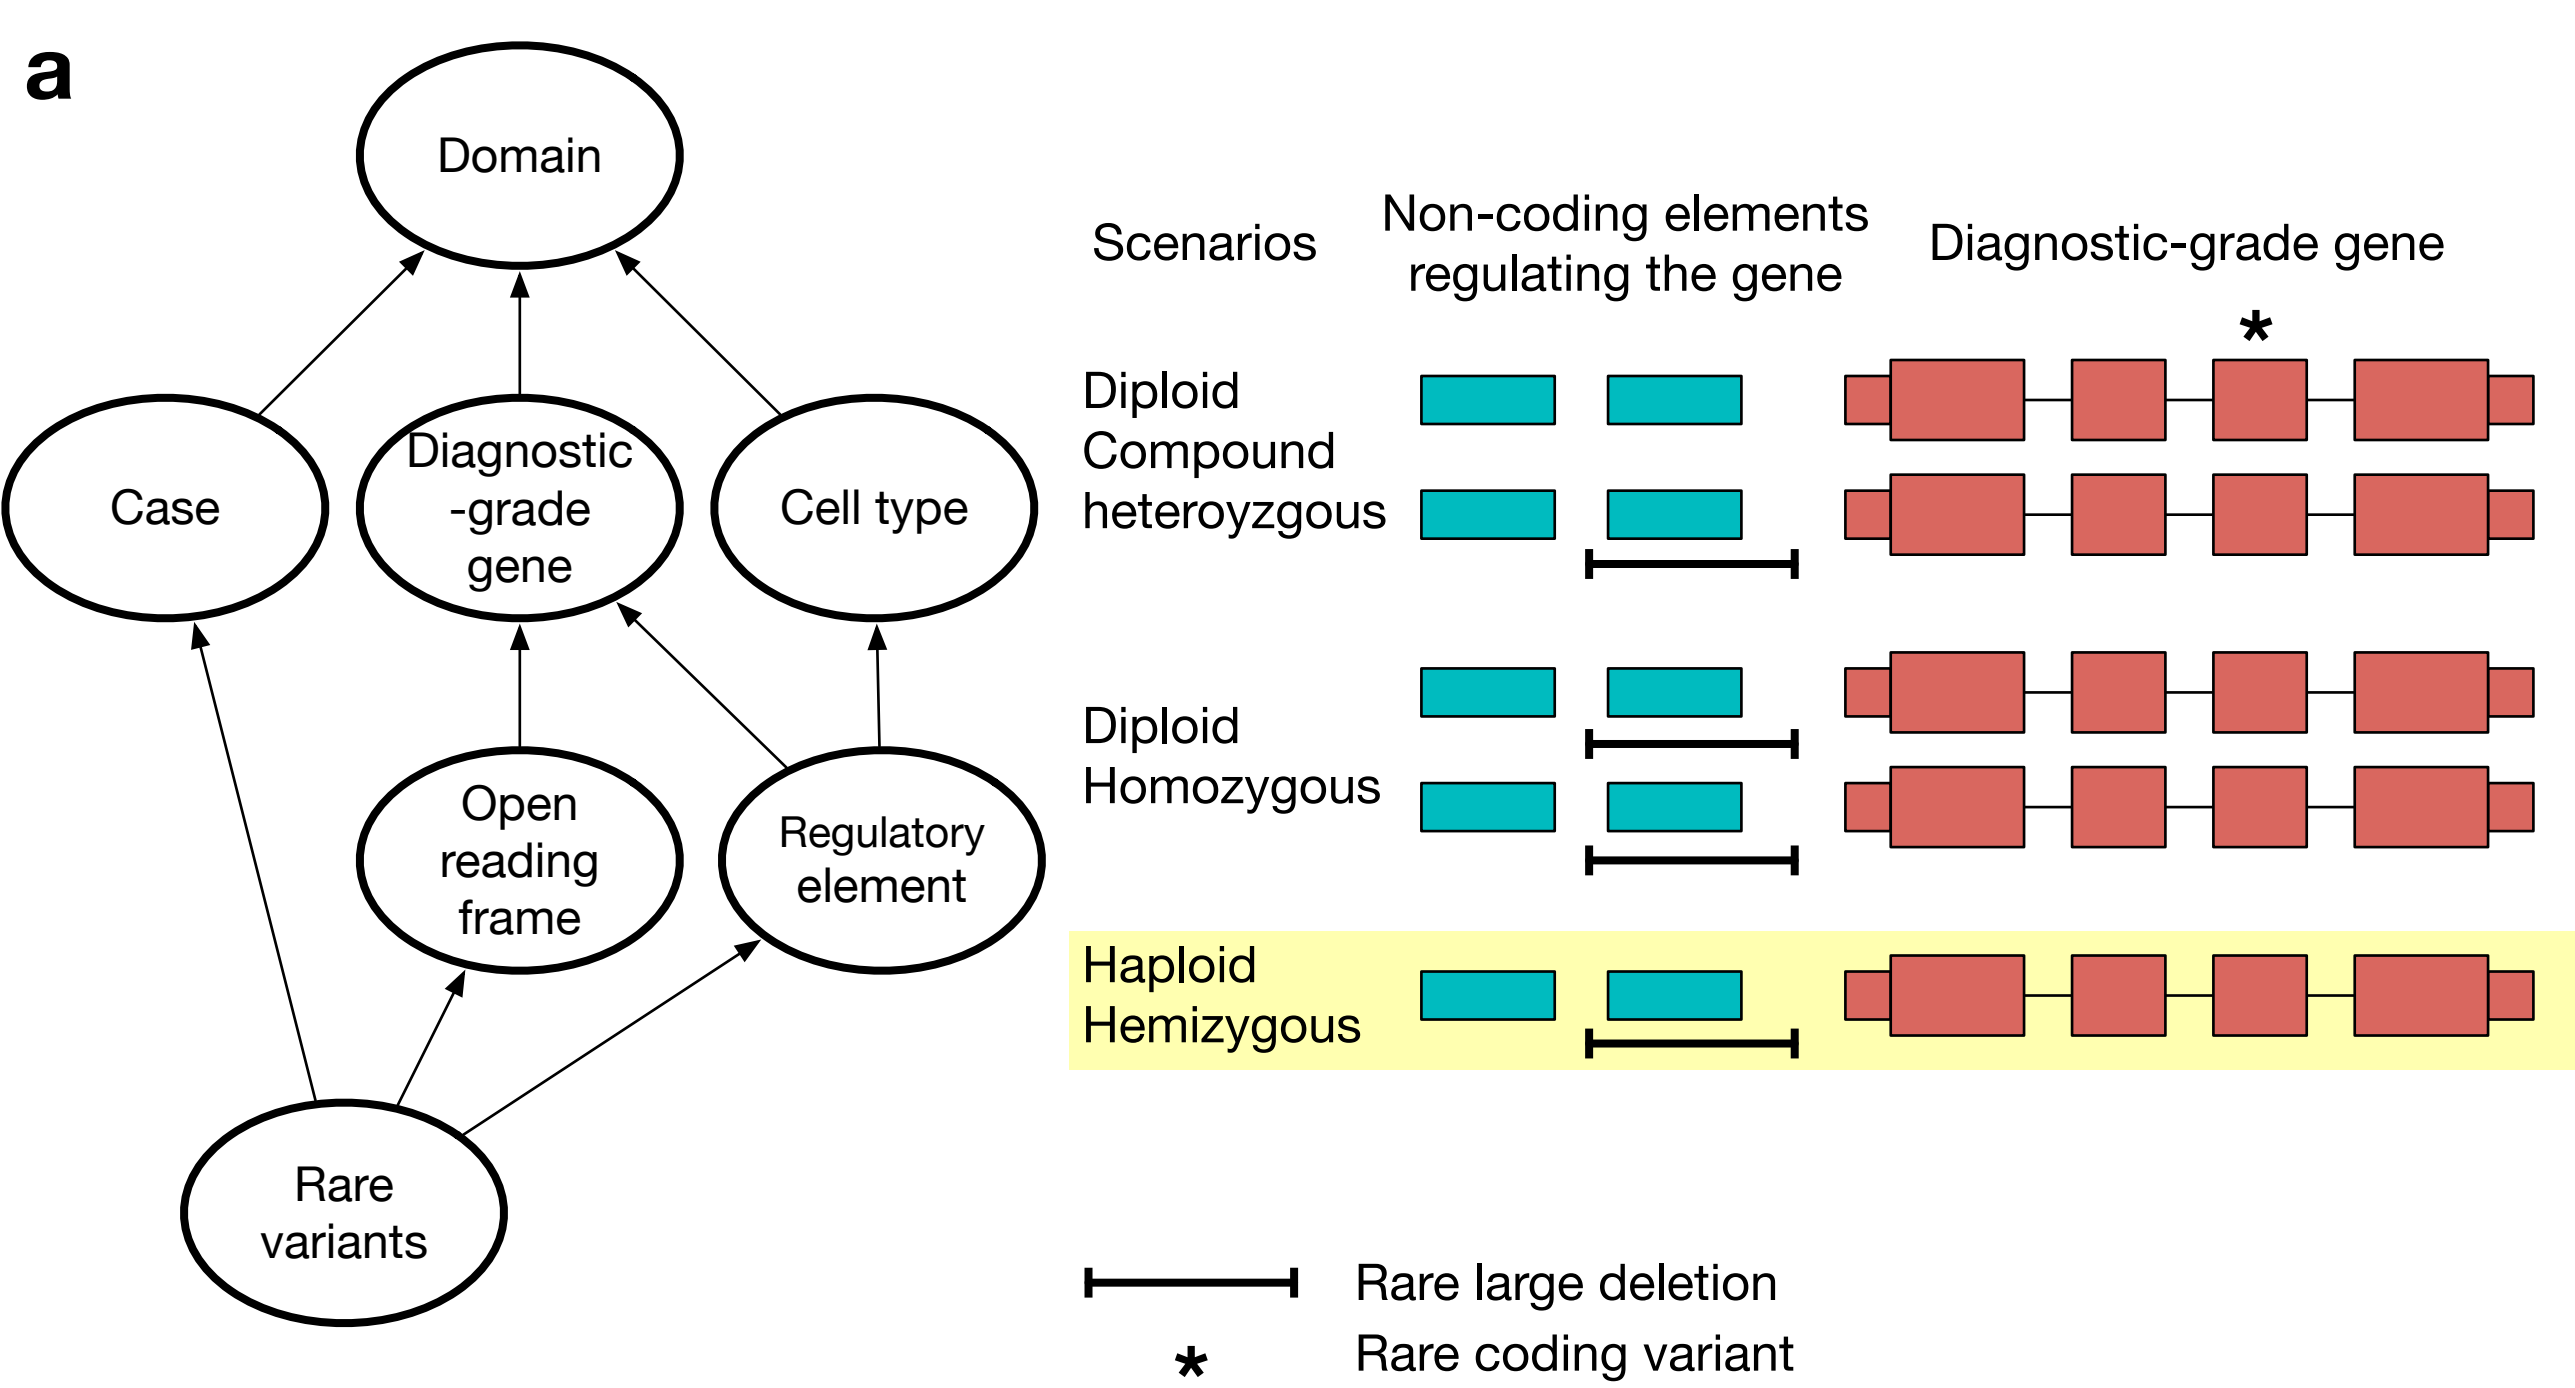 a
Domain
Case
Diagnostic
-grade
gene
Cell type
Open
reading
frame
Regulatory
element
Rare
variants
Scenarios
Non-coding elements
regulating the gene
Diagnostic-grade gene
*
Diploid
Compound
heteroyzgous
Diploid
Homozygous
Haploid
Hemizygous
Rare large deletion
* Rare coding variant